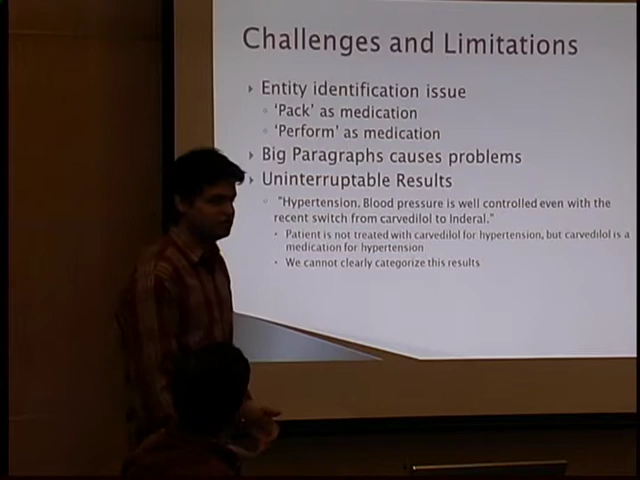 Challenges and Limitations
Entity identification issue
'Pack' as medication
'Perform' as medication
Big Paragraphs causes problems
Uninterruptable Results
"Hypertension. Blood pressure is well controlled even with the
recent switch from carvedilol to Inderal."
Patient is not treated with carvedilol for hypertension, but carvedilol is a
medication for hypertension
We cannot clearly categorize this results